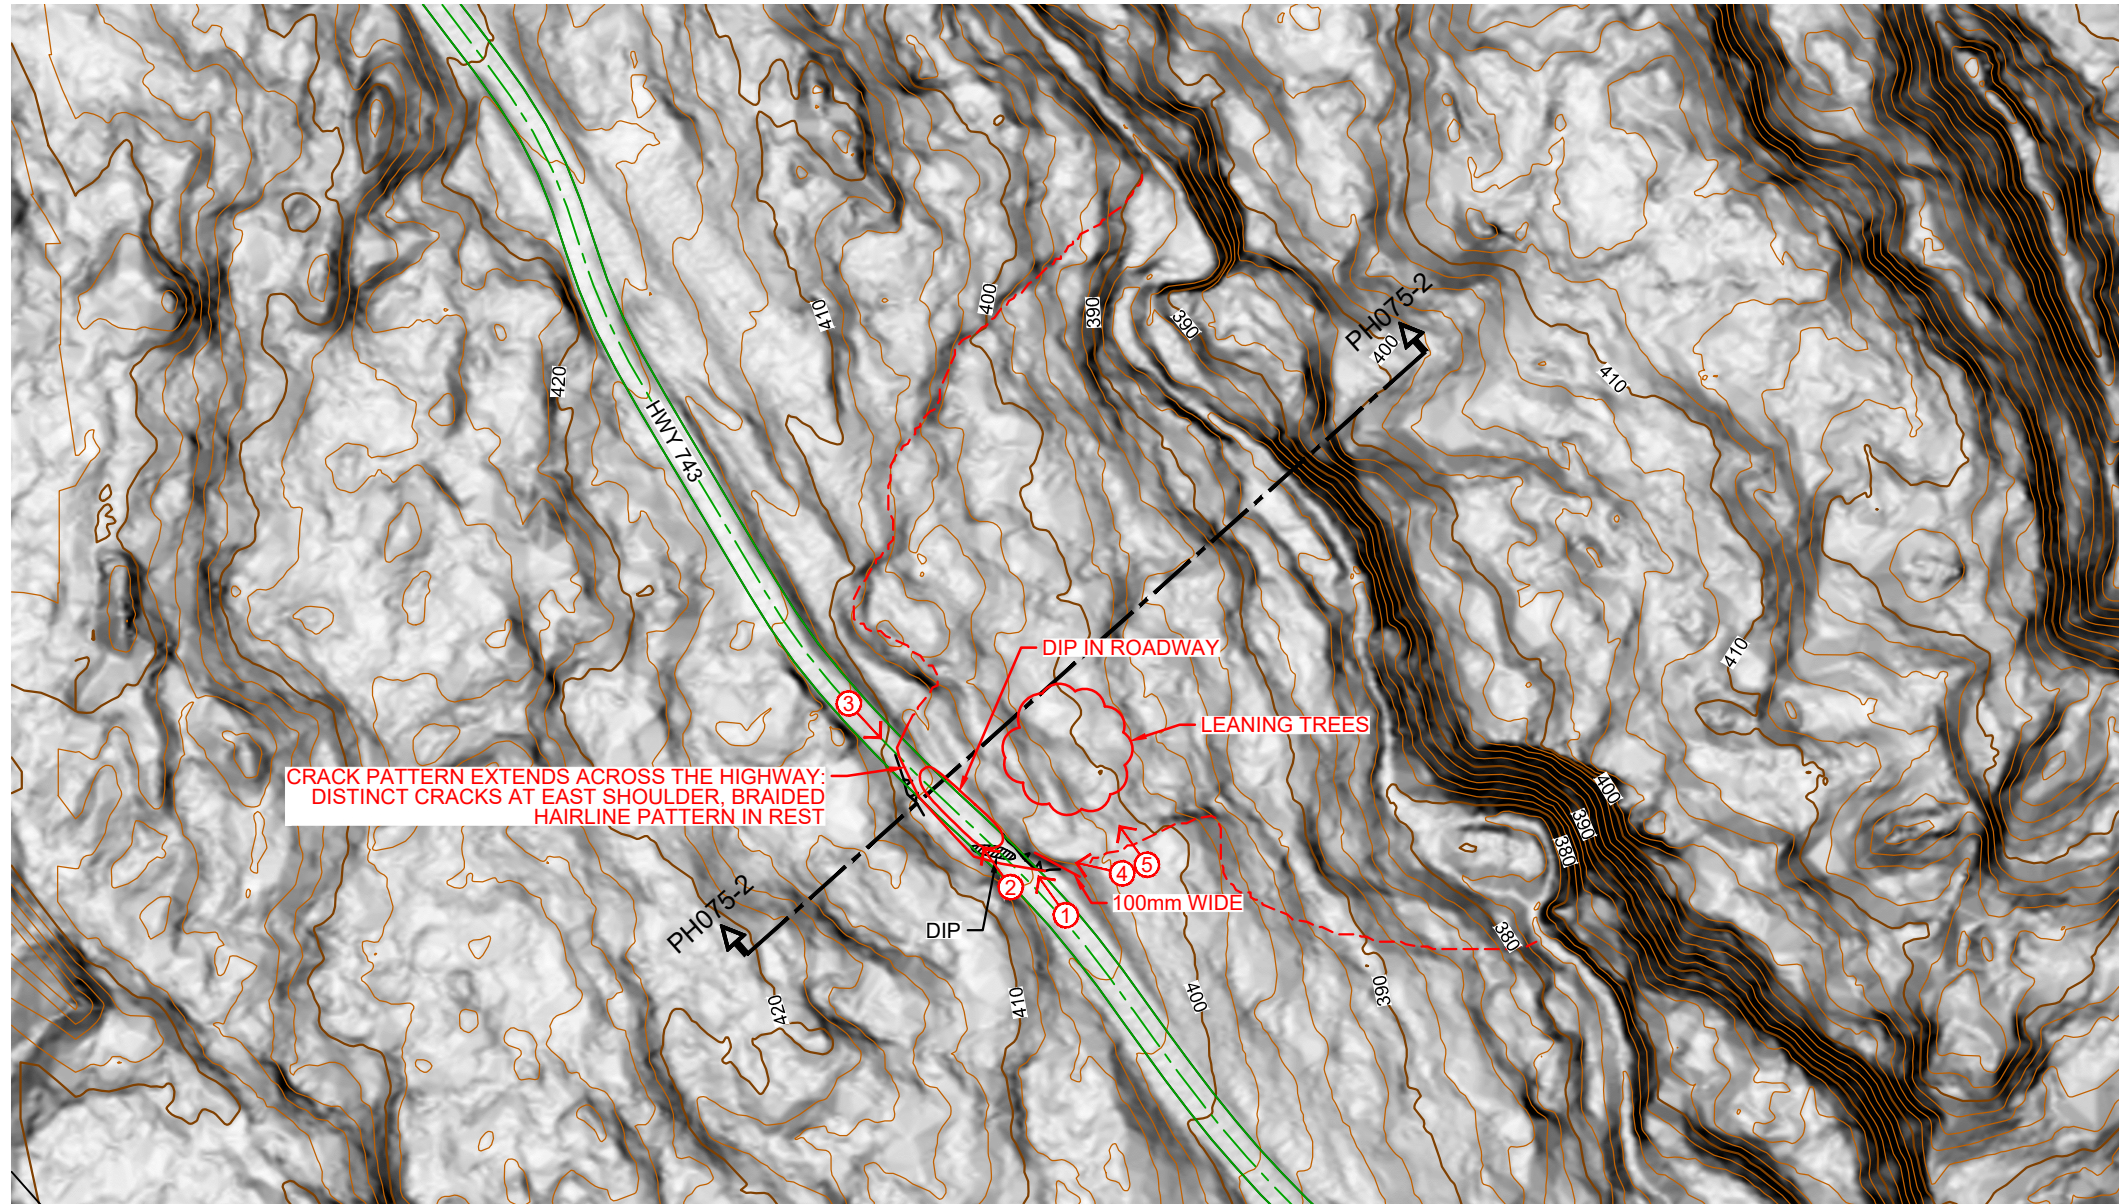 410
400
390
390
PH075-2
400
410
420
HWY 743
DIP IN ROADWAY
410
3
LEANING TREES
CRACK PATTERN EXTENDS ACROSS THE HIGHWAY:
DISTINCT CRACKS AT EAST SHOULDER, BRAIDED
HAIRLINE PATTERN IN REST
400
390
380
5
4
2
100mm WIDE
1
PH075-2
DIP
380
420
410
400
390